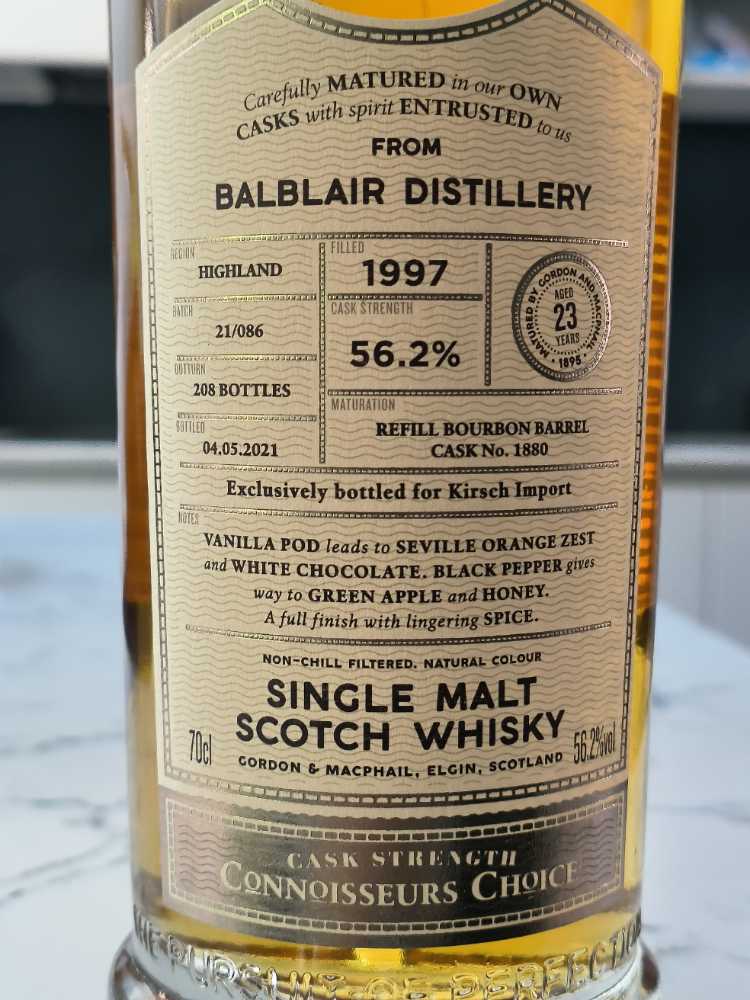 Carefully MATURED in our OWN
CASKS with spirit ENTRUSTED to us
FROM
BALBLAIR DISTILLERY
REGION
HIGHLAND
BATCH
21/086
OUTTURN
208 BOTTLES
BOTTLED
04.05.2021
FILLED
1997
CASK STRENGTH
56.2%
MATURED BY GORDON AND MACPHAIL
AGED
23
YEARS
· 1895 ·
MATURATION
REFILL BOURBON BARREL
CASK No. 1880
Exclusively bottled for Kirsch Import
NOTES
VANILLA POD leads to SEVILLE ORANGE ZEST
and WHITE CHOCOLATE. BLACK PEPPER gives
way to GREEN APPLE and HONEY.
A full finish with lingering SPICE.
NON-CHILL FILTERED. NATURAL COLOUR
SINGLE MALT
SCOTCH WHISKY
70cl
56.2%vol
GORDON & MACPHAIL, ELGIN, SCOTLAND
CASK STRENGTH
CONNOISSEURS CHOICE
THE PURSUIT OF PERFECTION